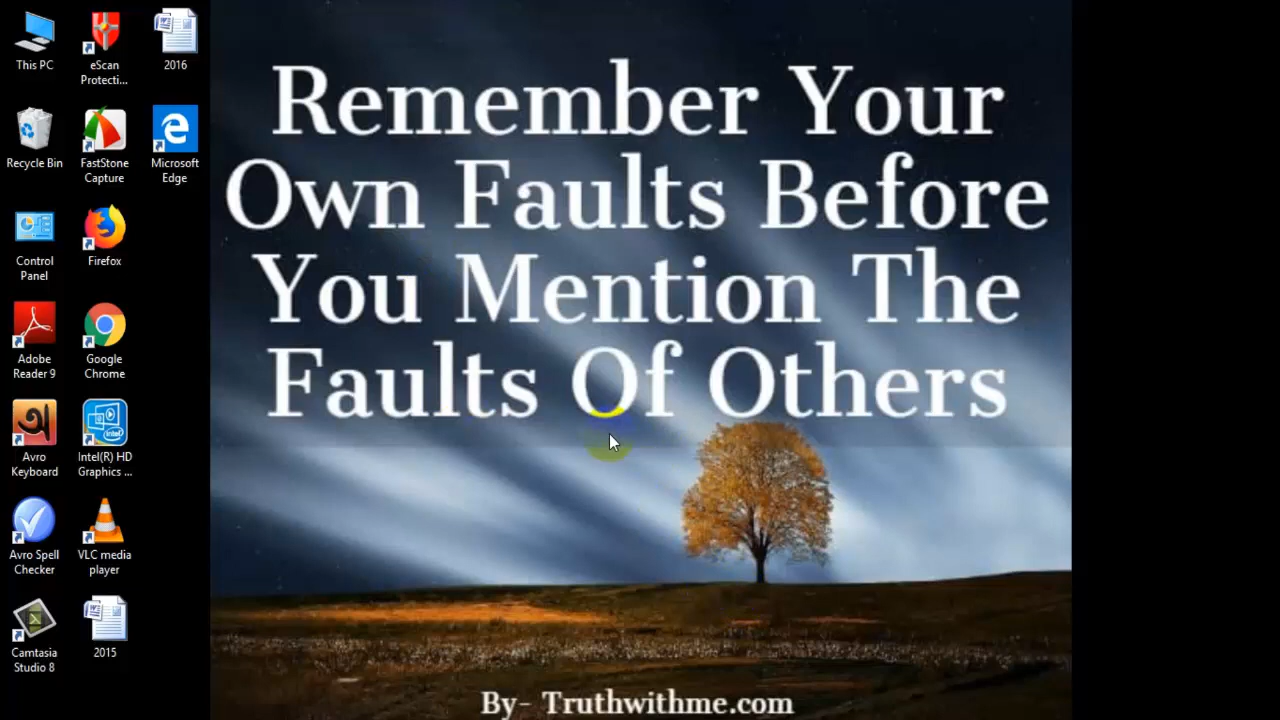 This PC
eScan
Protecti...
2016
Recycle Bin
FastStone
Capture
Microsoft
Edge
Control
Panel
Firefox
Adobe
Reader 9
Google
Chrome
অ
Avro
Keyboard
intel
Intel(R) HD
Graphics ...
Avro Spell
Checker
VLC media
player
Camtasia
Studio 8
2015
Remember Your
Own Faults Before
You Mention The
Faults Of Others
By- Truthwithme.com